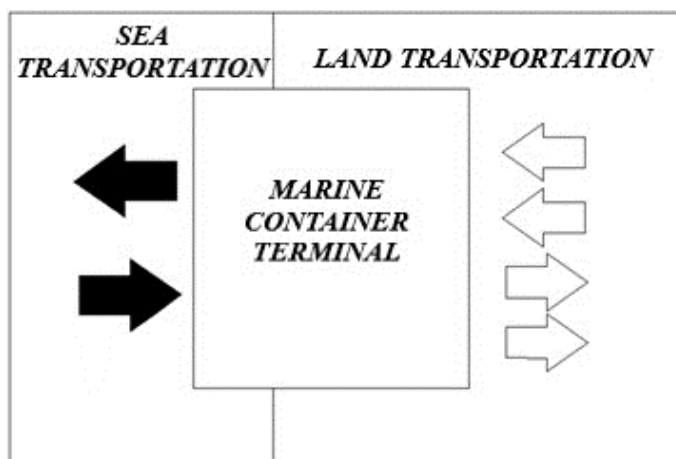 SEA
TRANSPORTATION
LAND TRANSPORTATION
MARINE
CONTAINER
TERMINAL